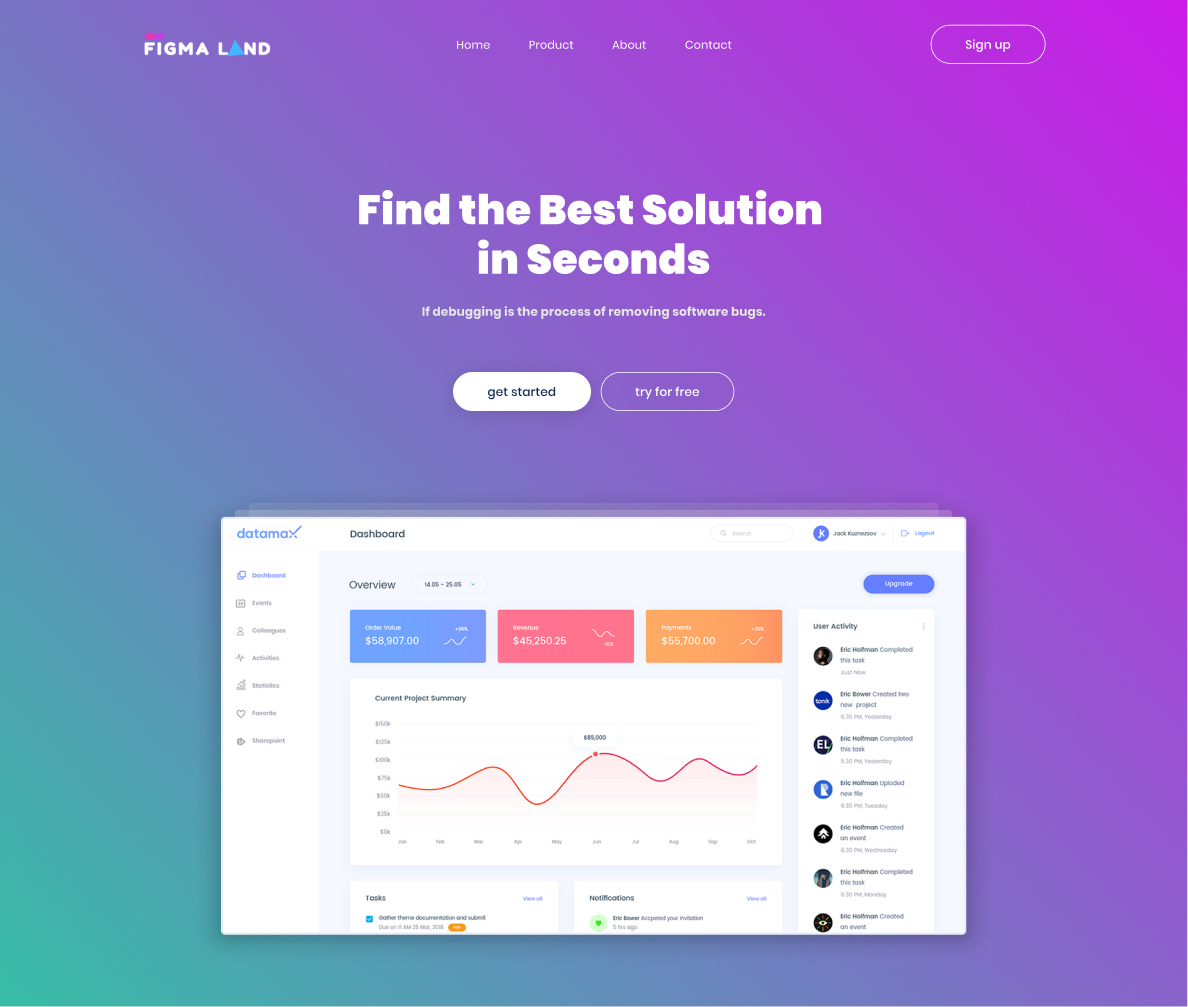 FIGMA LAND
Home
Product
About
Contact
Sign up
Find the Best Solution
in Seconds
If debugging is the process of removing software bugs.
get started
try for free
datamax
Dashboard
Search
Jack Kuznezsov
Logout
Dashboard
Events
Colleagues
Activities
Statistics
Favorite
Sharepoint
Overview
14.05 - 25.05
Upgrade
Order Value
$58,907.00
Revenue
$45,250.25
Payments
$55,700.00
Current Project Summary
$150k
$125k
$100k
$75k
$50k
$25k
$0k
$85,000
Jan
Feb
Mar
Apr
May
Jun
Jul
Aug
Sep
Oct
Tasks
View all
Gather theme documentation and submit
Due on 11 AM 25 Mar, 2018
Notifications
View all
Eric Bower Accpeted your invitation
5 hrs ago
User Activity
Eric Holfman Completed
this task
Just Now
tonik
Eric Bower Created two
new project
6.30 PM, Yesterday
EL
Eric Holfman Completed
this task
5.30 PM, Yesterday
Eric Holfman Uploded
new file
6.30 PM, Tuesday
Eric Holfman Created
an event
6.30 PM, Wednesday
Eric Holfman Completed
this task
6.30 PM, Monday
Eric Holfman Created
an event